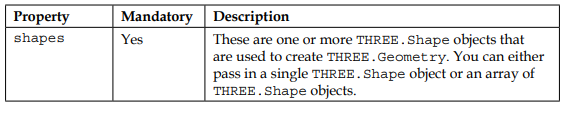 Property Mandatory Description
shapes Yes These are one or more THREE.Shape objects that
are used to create THREE.Geometry. You can either
pass in a single THREE.Shape object or an array of
THREE.Shape objects.